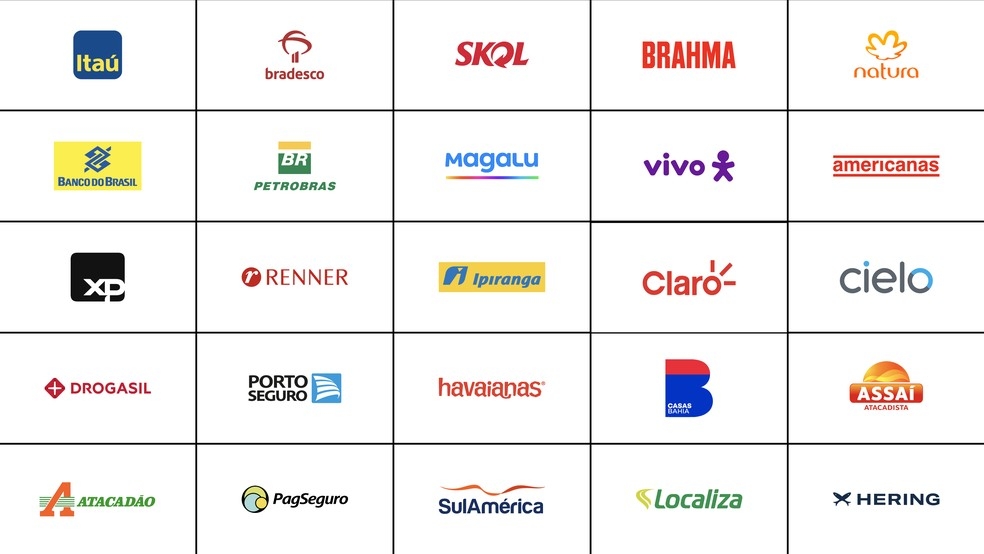 Itaú
bradesco
SKOL
BRAHMA
natura
BANCO DO BRASIL
BR
PETROBRAS
MAGALU
vivo
americanas
xp
r RENNER
Ipiranga
Claro
cielo
DROGASIL
PORTO
SEGURO
havaianas®
B
CASAS
BAHIA
ASSAÍ
ATACADISTA
A ATACADÃO
PagSeguro
SulAmérica
Localiza
HERING